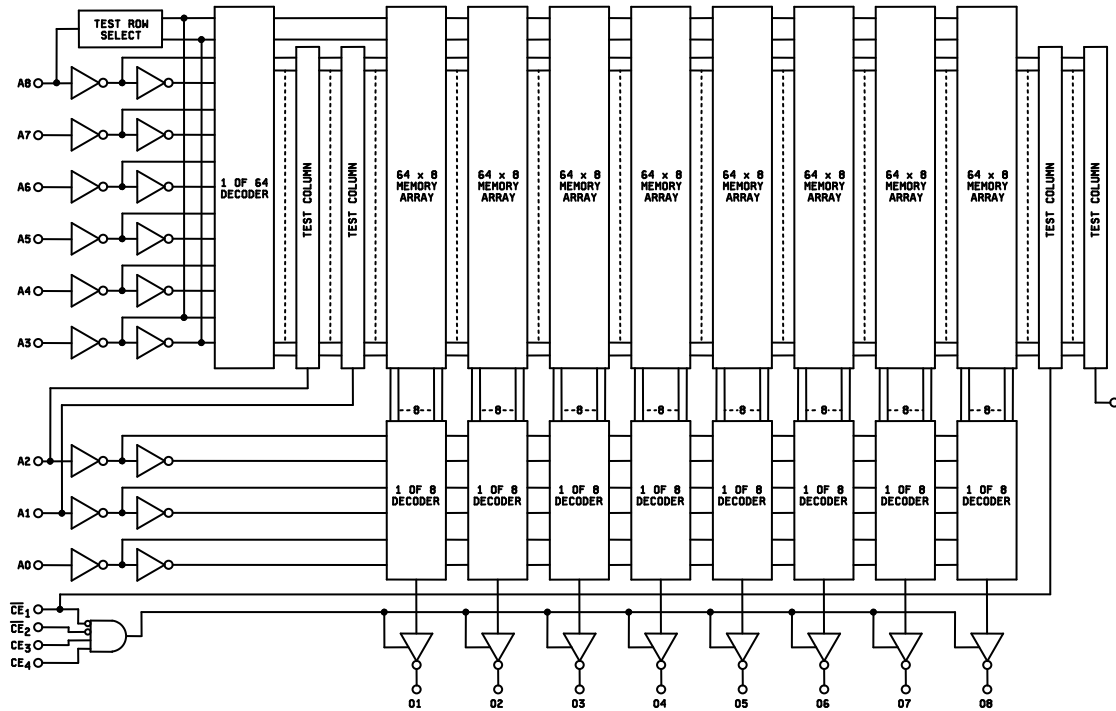 TEST ROW
SELECT
A8
A7
A6
A5
A4
A3
1 OF 64
DECODER
TEST COLUMN
TEST COLUMN
64 x 8
MEMORY
ARRAY
64 x 8
MEMORY
ARRAY
64 x 8
MEMORY
ARRAY
64 x 8
MEMORY
ARRAY
64 x 8
MEMORY
ARRAY
64 x 8
MEMORY
ARRAY
64 x 8
MEMORY
ARRAY
64 x 8
MEMORY
ARRAY
TEST COLUMN
TEST COLUMN
8
8
8
8
8
8
8
8
A2
A1
A0
1 OF 8
DECODER
1 OF 8
DECODER
1 OF 8
DECODER
1 OF 8
DECODER
1 OF 8
DECODER
1 OF 8
DECODER
1 OF 8
DECODER
1 OF 8
DECODER
C̅E̅₁
C̅E̅₂
CE₃
CE₄
O1
O2
O3
O4
O5
O6
O7
O8